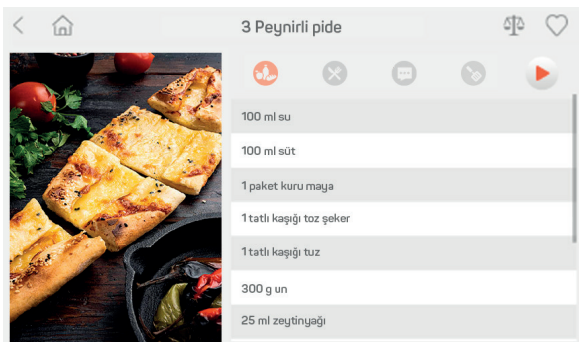 3 Peynirli pide
100 ml su
100 ml süt
1 paket kuru maya
1 tatlı kaşığı toz şeker
1 tatlı kaşığı tuz
300 g un
25 ml zeytinyağı